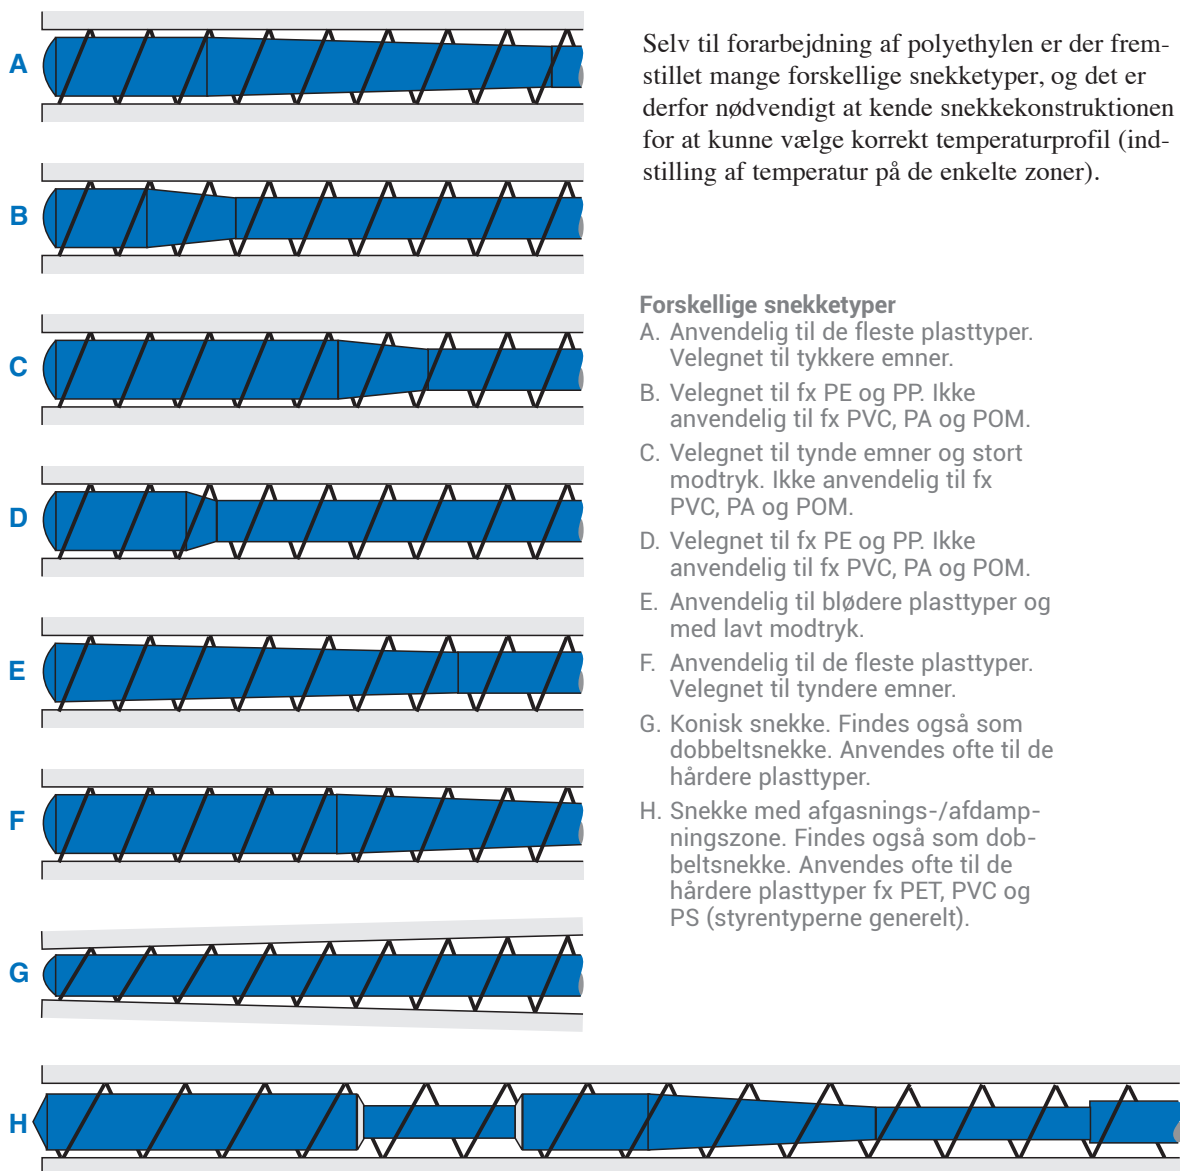 Selv til forarbejdning af polyethylen er der frem-
stillet mange forskellige snekketyper, og det er
derfor nødvendigt at kende snekkekonstruktionen
for at kunne vælge korrekt temperaturprofil (ind-
stilling af temperatur på de enkelte zoner).
A
B
C
D
E
F
G
H
Forskellige snekketyper
A. Anvendelig til de fleste plasttyper.
Velegnet til tykkere emner.
B. Velegnet til fx PE og PP. Ikke
anvendelig til fx PVC, PA og POM.
C. Velegnet til tynde emner og stort
modtryk. Ikke anvendelig til fx
PVC, PA og POM.
D. Velegnet til fx PE og PP. Ikke
anvendelig til fx PVC, PA og POM.
E. Anvendelig til blødere plasttyper og
med lavt modtryk.
F. Anvendelig til de fleste plasttyper.
Velegnet til tyndere emner.
G. Konisk snekke. Findes også som
dobbeltsnekke. Anvendes ofte til de
hårdere plasttyper.
H. Snekke med afgasnings-/afdamp-
ningszone. Findes også som dob-
beltsnekke. Anvendes ofte til de
hårdere plasttyper fx PET, PVC og
PS (styrentyperne generelt).